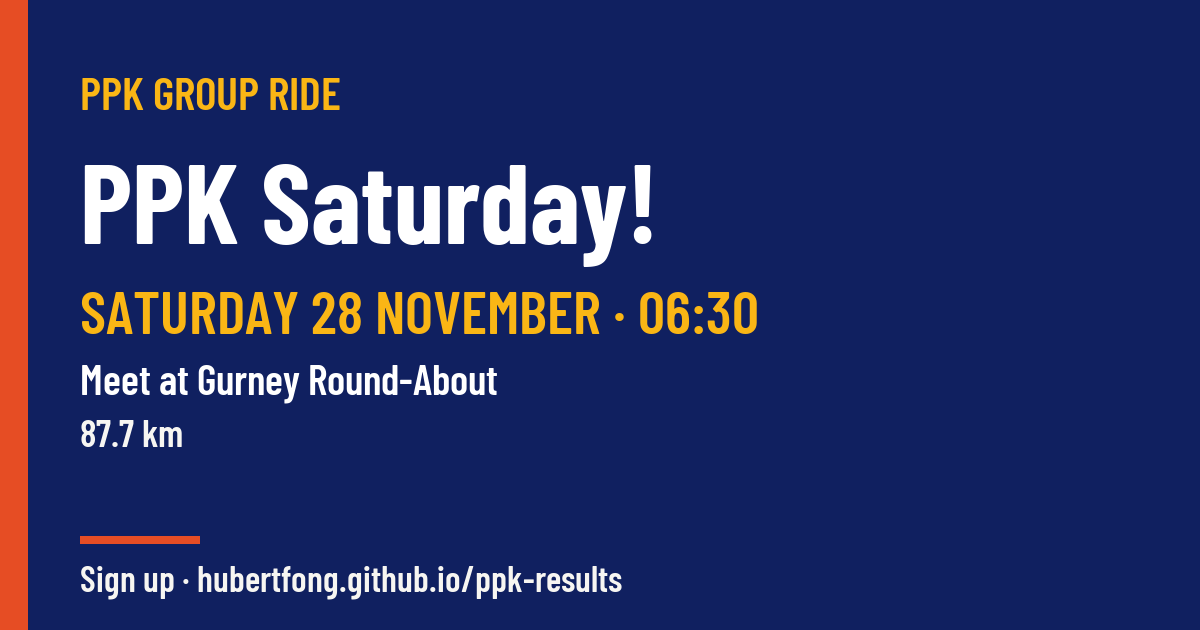 PPK GROUP RIDE
PPK Saturday!
SATURDAY 28 NOVEMBER · 06:30
Meet at Gurney Round-About
87.7 km
Sign up · hubertfong.github.io/ppk-results